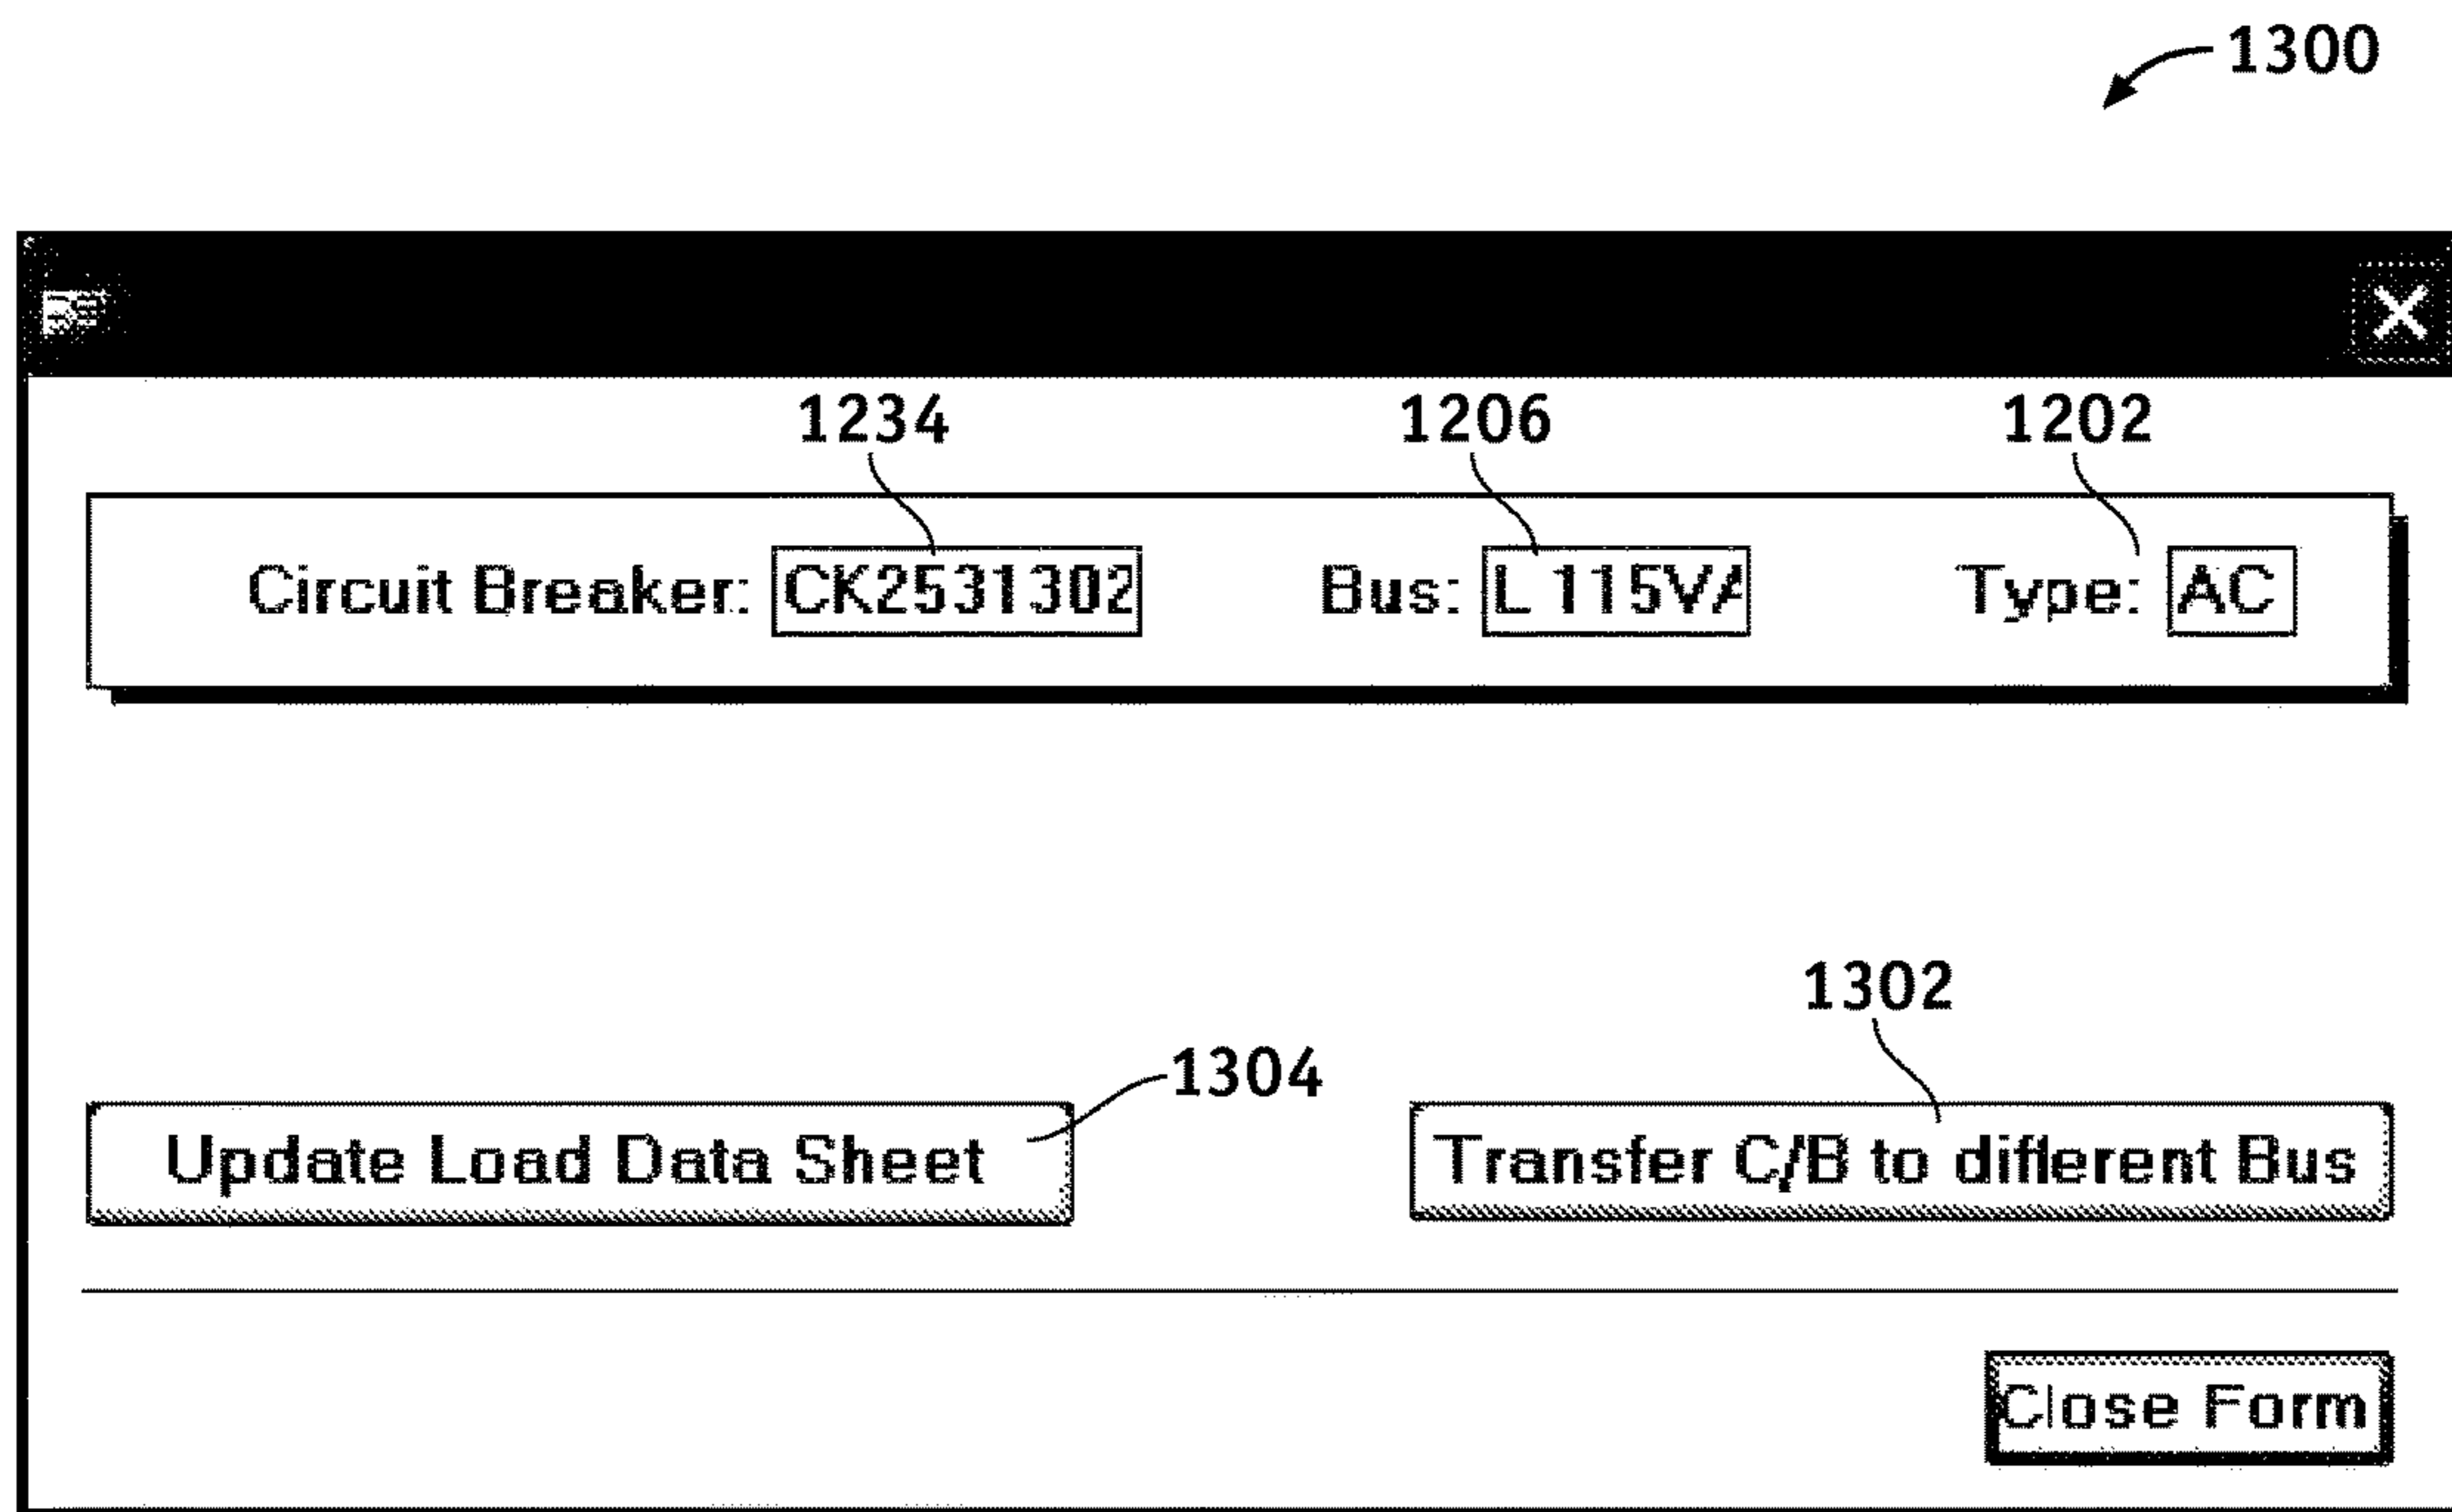 1300
1234 1206 1202
Circuit Breaker: CK2531302 Bus: L 115VA Type: AC
1302
1304
Update Load Data Sheet Transfer C/B to different Bus
Close Form